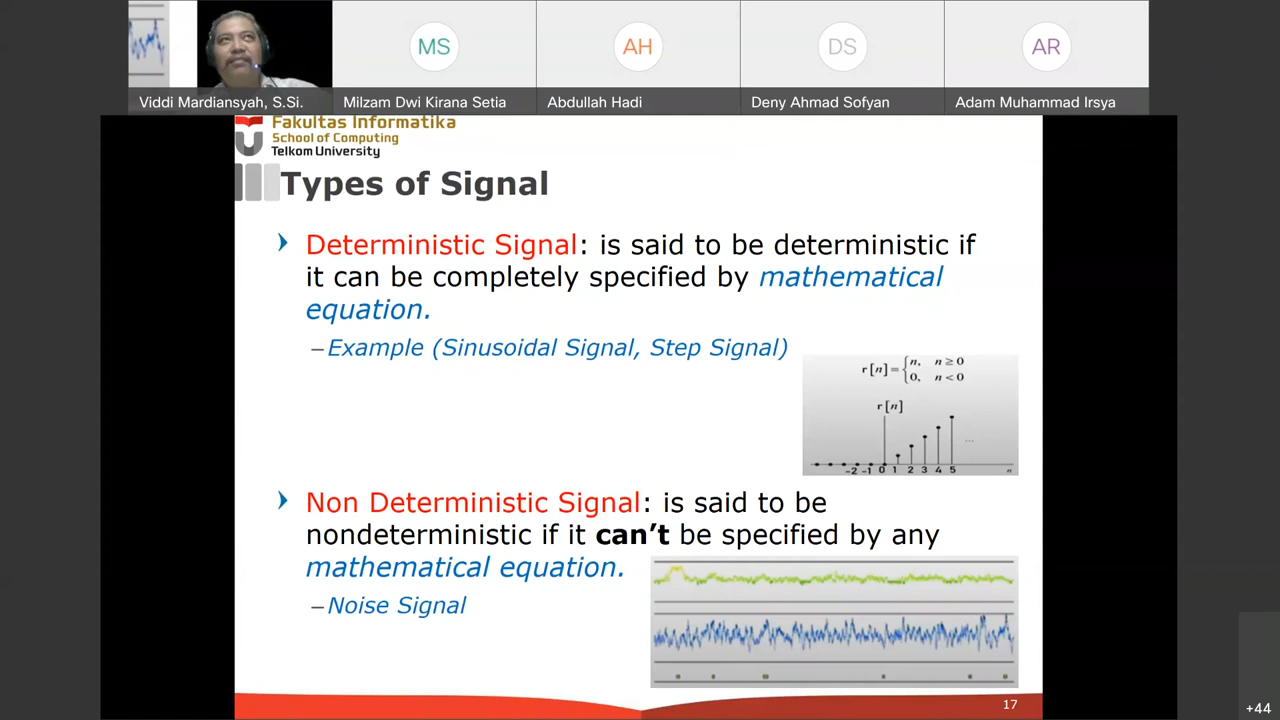 MS
AH
DS
AR
Viddi Mardiansyah, S.Si.
Milzam Dwi Kirana Setia
Abdullah Hadi
Deny Ahmad Sofyan
Adam Muhammad Irsya
Fakultas Informatika
School of Computing
Telkom University
Types of Signal
Deterministic Signal: is said to be deterministic if
it can be completely specified by mathematical
equation.
–Example (Sinusoidal Signal, Step Signal)
r[n]={n, n≥0
0, n<0
r[n]
...
-2 -1 0 1 2 3 4 5 n
Non Deterministic Signal: is said to be
nondeterministic if it can’t be specified by any
mathematical equation.
–Noise Signal
17
+44